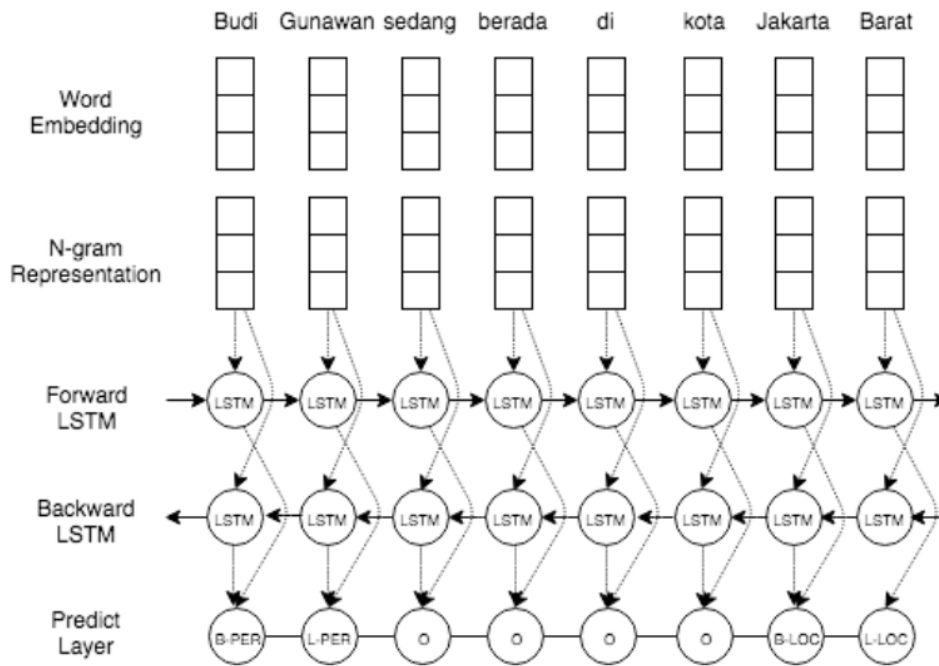 Budi Gunawan sedang berada di kota Jakarta Barat
Word
Embedding
N-gram
Representation
Forward
LSTM
LSTM LSTM LSTM LSTM LSTM LSTM LSTM LSTM
Backward
LSTM
LSTM LSTM LSTM LSTM LSTM LSTM LSTM LSTM
Predict
Layer
B-PER L-PER O O O O B-LOC L-LOC